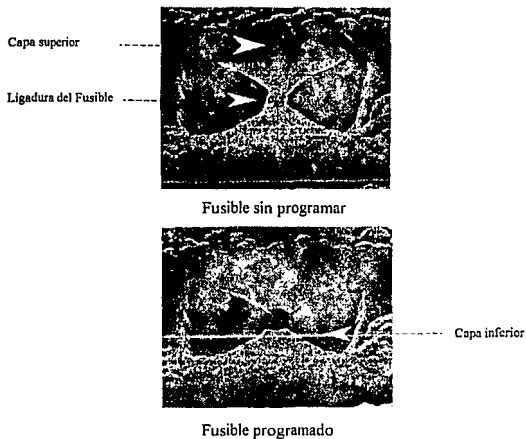 Capa superior
Ligadura del Fusible
Fusible sin programar
Capa inferior
Fusible programado